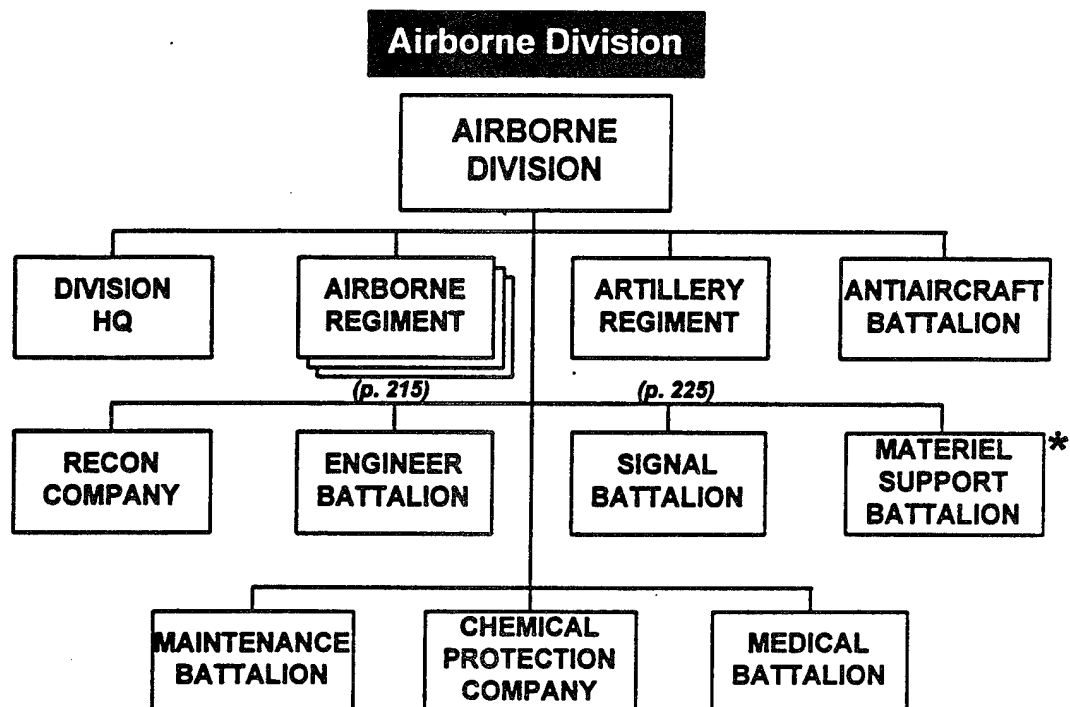 Airborne Division
AIRBORNE
DIVISION
DIVISION
HQ
AIRBORNE
REGIMENT
(p. 215)
ARTILLERY
REGIMENT
(p. 225)
ANTIAIRCRAFT
BATTALION
RECON
COMPANY
ENGINEER
BATTALION
SIGNAL
BATTALION
MATERIEL *
SUPPORT
BATTALION
MAINTENANCE
BATTALION
CHEMICAL
PROTECTION
COMPANY
MEDICAL
BATTALION